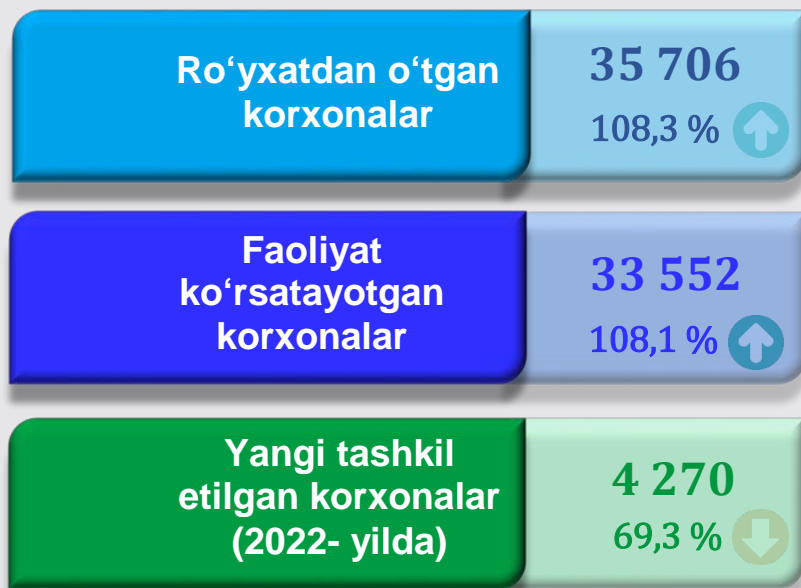 Ro‘yxatdan o‘tgan
korxonalar
35 706
108,3 %
Faoliyat
ko‘rsatayotgan
korxonalar
33 552
108,1 %
Yangi tashkil
etilgan korxonalar
(2022- yilda)
4 270
69,3 %